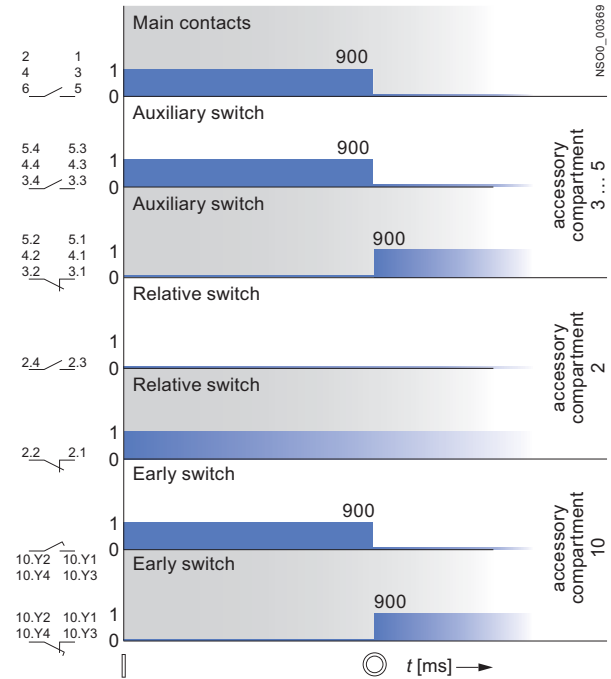 NSO0_00369
Main contacts
2 1
4 3
6 5
900
1
0
Auxiliary switch
5.4 5.3
4.4 4.3
3.4 3.3
900
1
0
Auxiliary switch
5.2 5.1
4.2 4.1
3.2 3.1
900
1
0
accessory
compartment
3 ... 5
Relative switch
1
2.4 2.3
0
Relative switch
1
2.2 2.1
0
accessory
compartment
2
Early switch
900
1
0
10.Y2 10.Y1
10.Y4 10.Y3
Early switch
900
10.Y2 10.Y1
10.Y4 10.Y3
1
0
accessory
compartment
10
t [ms]